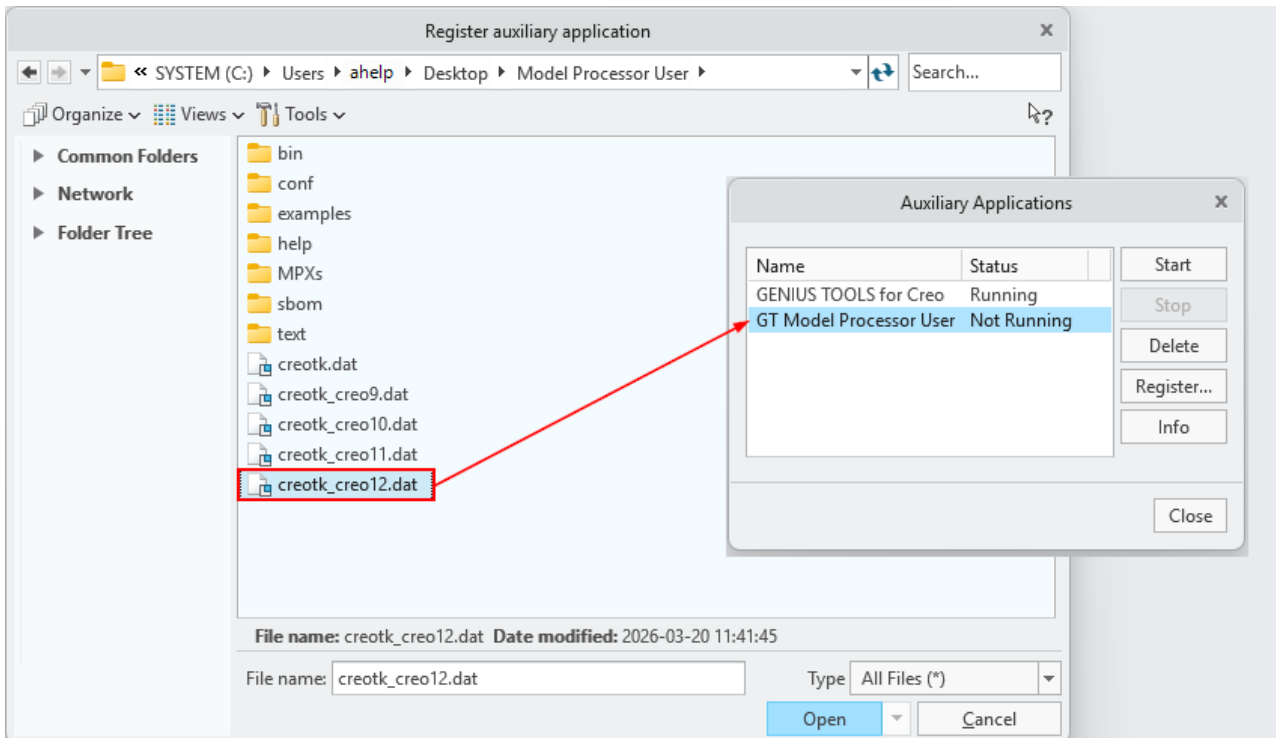 Register auxiliary application
« SYSTEM (C:) Users ahelp Desktop Model Processor User Search...
Organize Views Tools ?
Common Folders
Network
Folder Tree
bin
conf
examples
help
MPXs
sbom
text
creotk.dat
creotk_creo9.dat
creotk_creo10.dat
creotk_creo11.dat
creotk_creo12.dat
File name: creotk_creo12.dat Date modified: 2026-03-20 11:41:45
File name: creotk_creo12.dat Type All Files (*)
Open Cancel
Auxiliary Applications
Name Status
GENIUS TOOLS for Creo Running
GT Model Processor User Not Running
Start
Stop
Delete
Register...
Info
Close